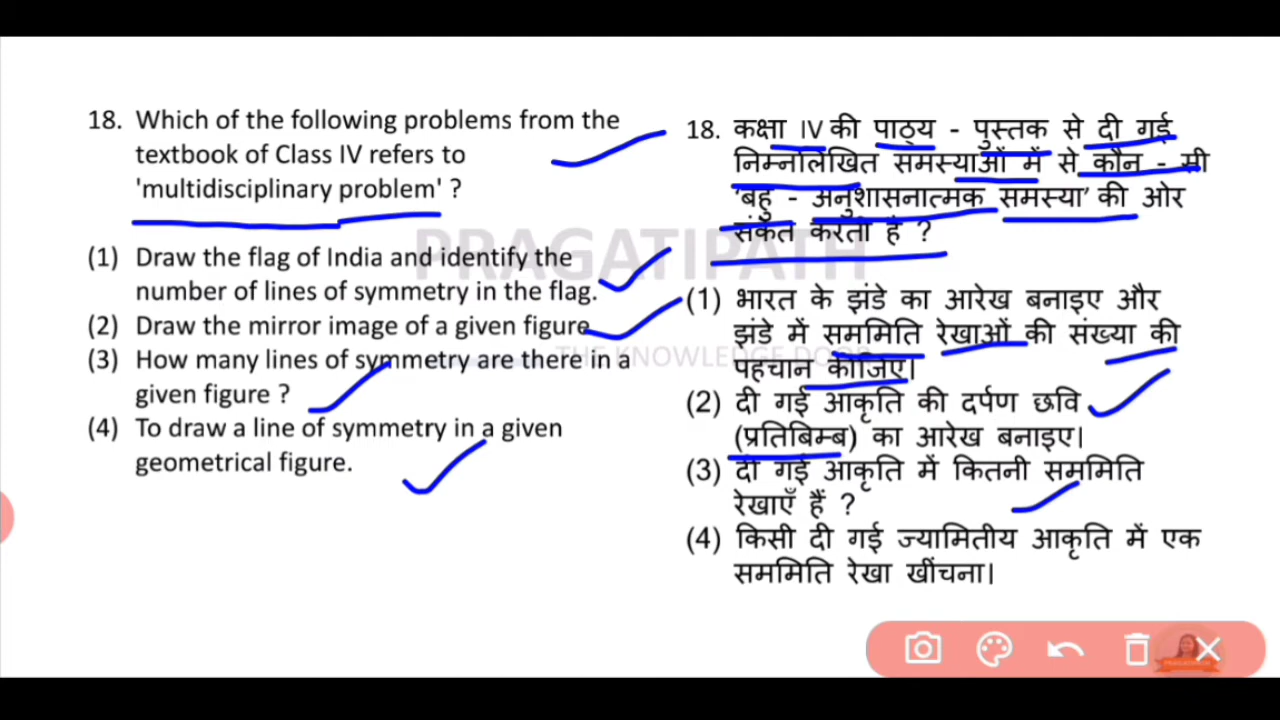 18. Which of the following problems from the
textbook of Class IV refers to
'multidisciplinary problem' ?
(1) Draw the flag of India and identify the
number of lines of symmetry in the flag.
(2) Draw the mirror image of a given figure
(3) How many lines of symmetry are there in a
given figure ?
(4) To draw a line of symmetry in a given
geometrical figure.
18. कक्षा IV की पाठ्य - पुस्तक से दी गई
निम्नलिखित समस्याओं में से कौन - सी
'बहु - अनुशासनात्मक समस्या' की ओर
संकेत करती है ?
(1) भारत के झंडे का आरेख बनाइए और
झंडे में सममिति रेखाओं की संख्या की
पहचान कीजिए।
(2) दी गई आकृति की दर्पण छवि
(प्रतिबिम्ब) का आरेख बनाइए।
(3) दी गई आकृति में कितनी सममिति
रेखाएँ हैं ?
(4) किसी दी गई ज्यामितीय आकृति में एक
सममिति रेखा खींचना।
PRAGATIPATH
THE KNOWLEDGE DOOR
PRAGATIPATH